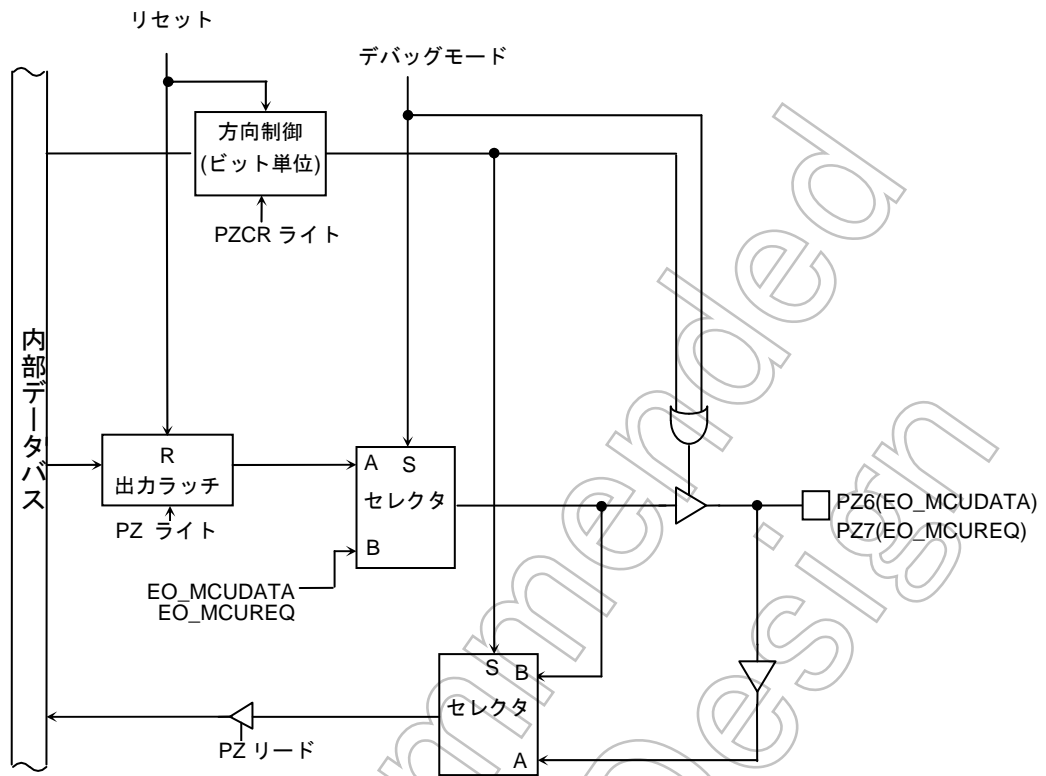 リセット
デバッグモード
方向制御
(ビット単位)
PZCR ライト
内部データバス
R
出力ラッチ
PZ ライト
A
S
セレクタ
B
EO_MCUDATA
EO_MCUREQ
PZ6(EO_MCUDATA)
PZ7(EO_MCUREQ)
S
B
セレクタ
A
PZ リード
mmended
Design